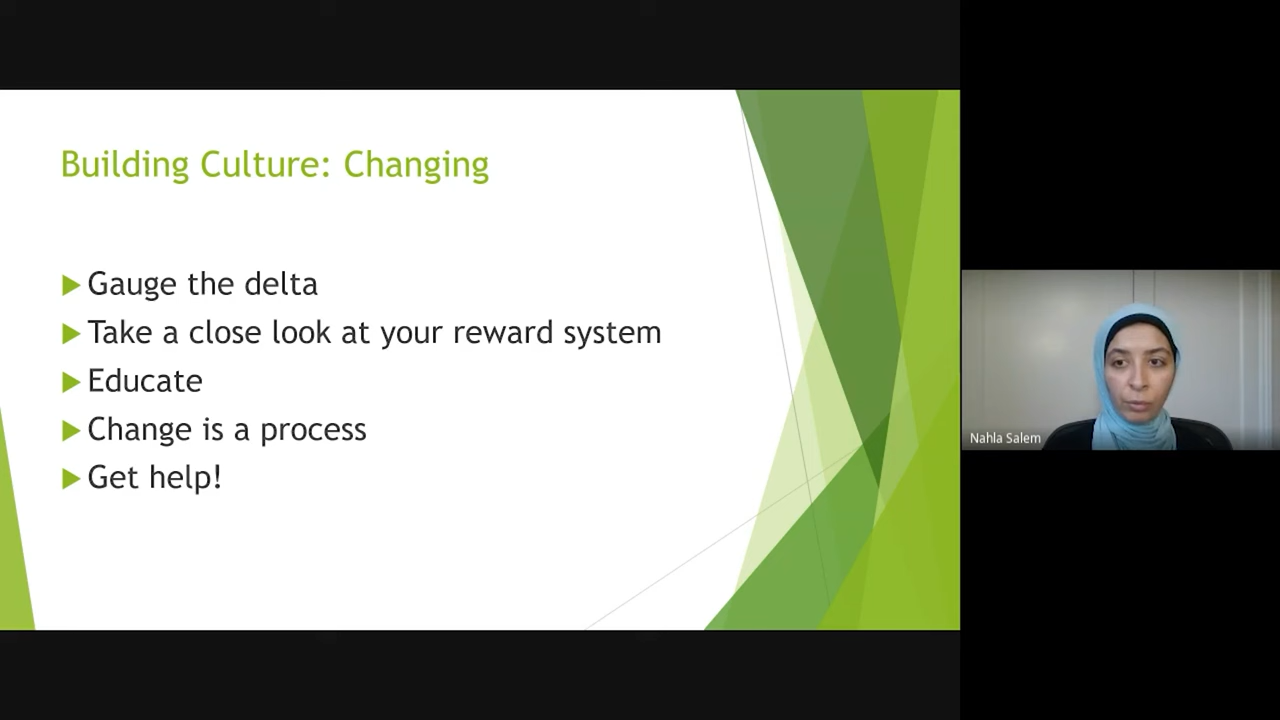 Building Culture: Changing
Gauge the delta
Take a close look at your reward system
Educate
Change is a process
Get help!
Nahla Salem